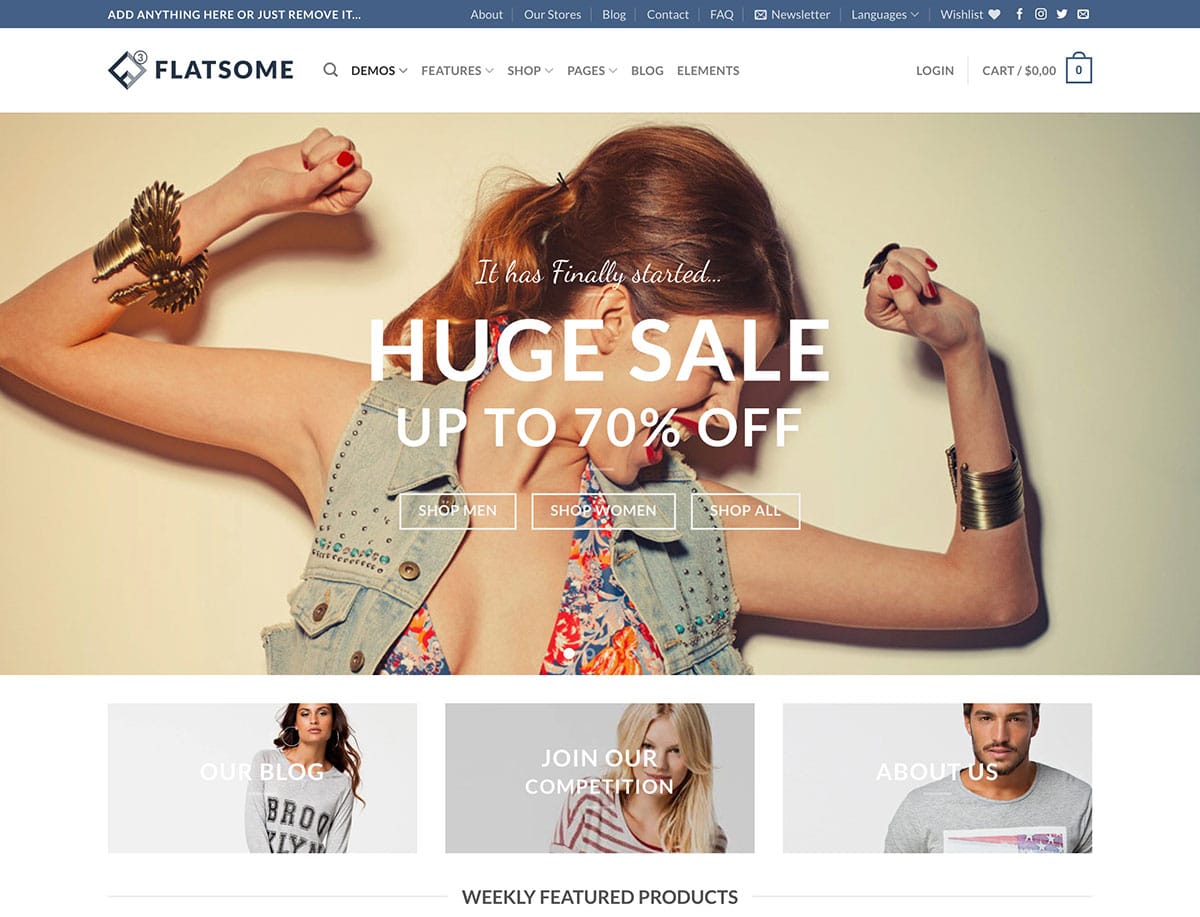 ADD ANYTHING HERE OR JUST REMOVE IT...
About Our Stores Blog Contact FAQ Newsletter Languages Wishlist
3 FLATSOME DEMOS FEATURES SHOP PAGES BLOG ELEMENTS LOGIN CART / $0,00 0
It has Finally started...
HUGE SALE
UP TO 70% OFF
SHOP MEN SHOP WOMEN SHOP ALL
OUR BLOG
BROO
KLYN
JOIN OUR
COMPETITION
ABOUT US
WEEKLY FEATURED PRODUCTS